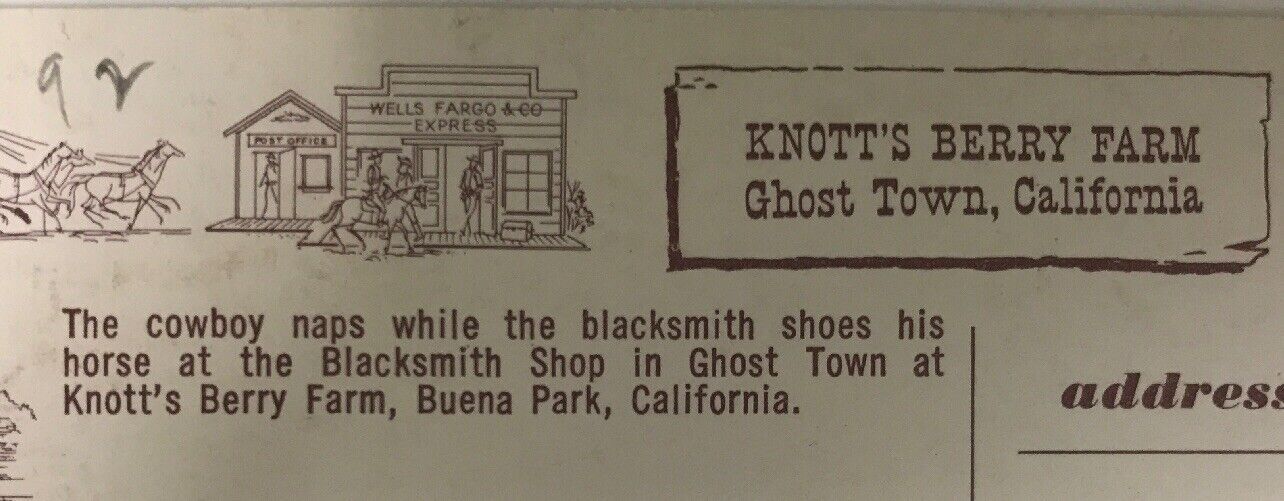 92
WELLS FARGO & CO
EXPRESS
POST OFFICE
KNOTT'S BERRY FARM
Ghost Town, California
The cowboy naps while the blacksmith shoes his
horse at the Blacksmith Shop in Ghost Town at
Knott's Berry Farm, Buena Park, California.
address